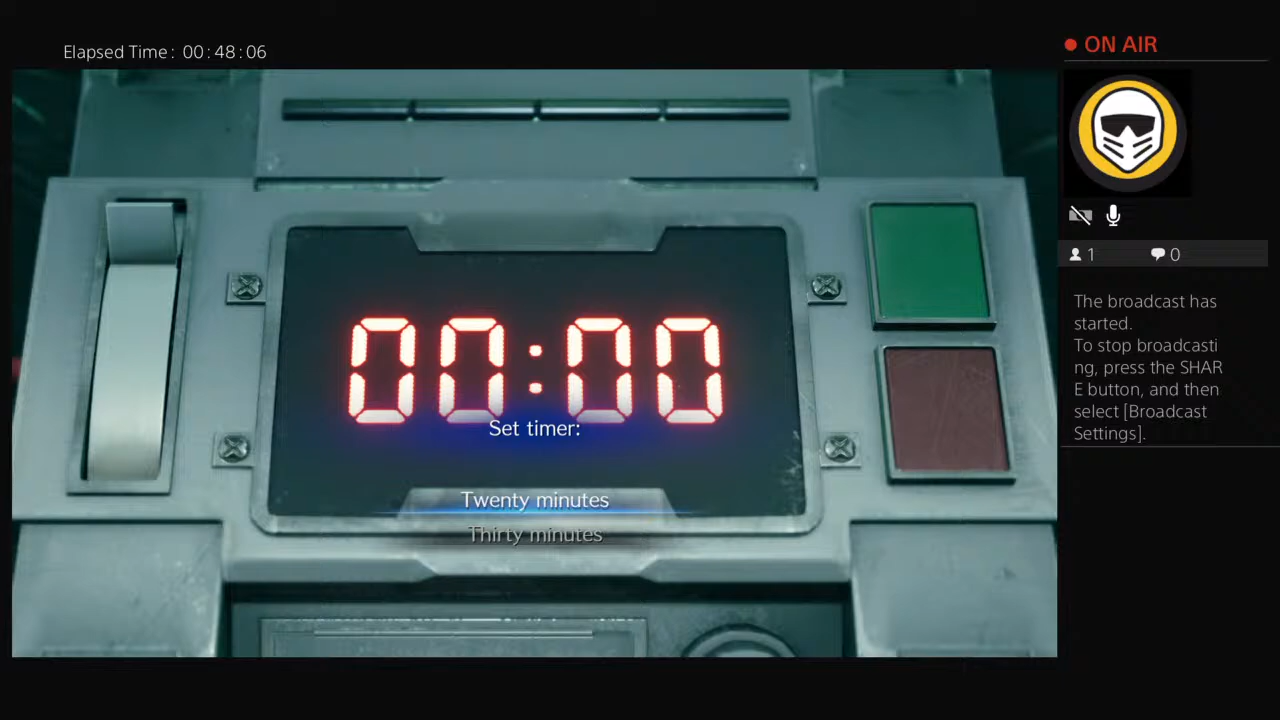 Elapsed Time: 00:48:06
ON AIR
1
0
The broadcast has
started.
To stop broadcasti
ng, press the SHAR
E button, and then
select [Broadcast
Settings].
00:00
Set timer:
Twenty minutes
Thirty minutes